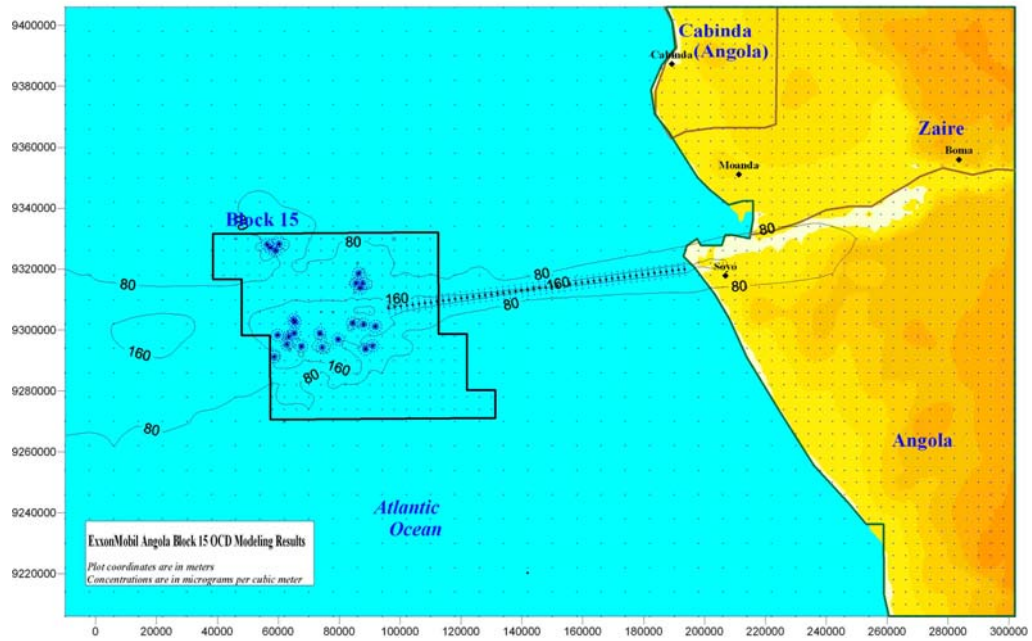 9400000
9380000
9360000
9340000
9320000
9300000
9280000
9260000
9240000
9220000
Cabinda
(Angola)
Cabinda
Zaire
Boma
Moanda
Block 15
80
80
80
80
80
Soyo
80
160
160
80
160
160
80
80
Angola
Atlantic
Ocean
ExxonMobil Angola Block 15 OCD Modeling Results
Plot coordinates are in meters
Concentrations are in micrograms per cubic meter
0 20000 40000 60000 80000 100000 120000 140000 160000 180000 200000 220000 240000 260000 280000 300000